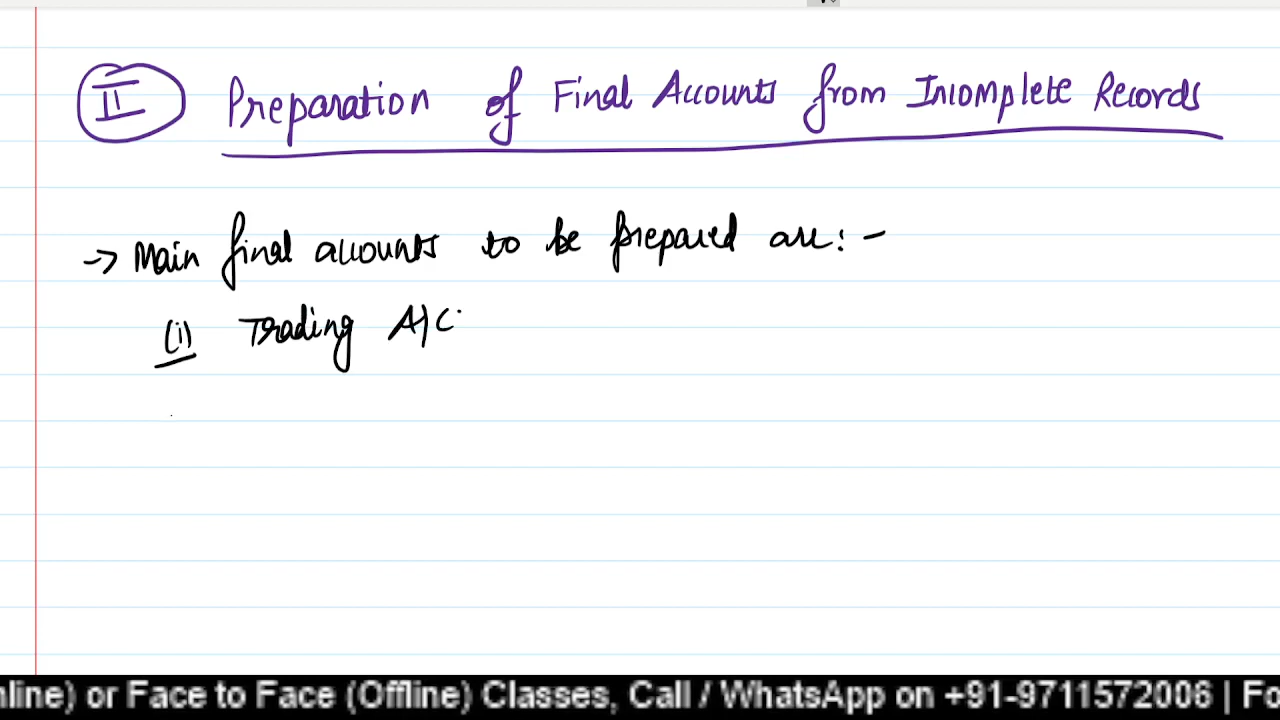 II Preparation of Final Accounts from Incomplete Records
→ Main final accounts to be prepared are: -
(i) Trading A/C
nline) or Face to Face (Offline) Classes, Call / WhatsApp on +91-9711572006 | Fo